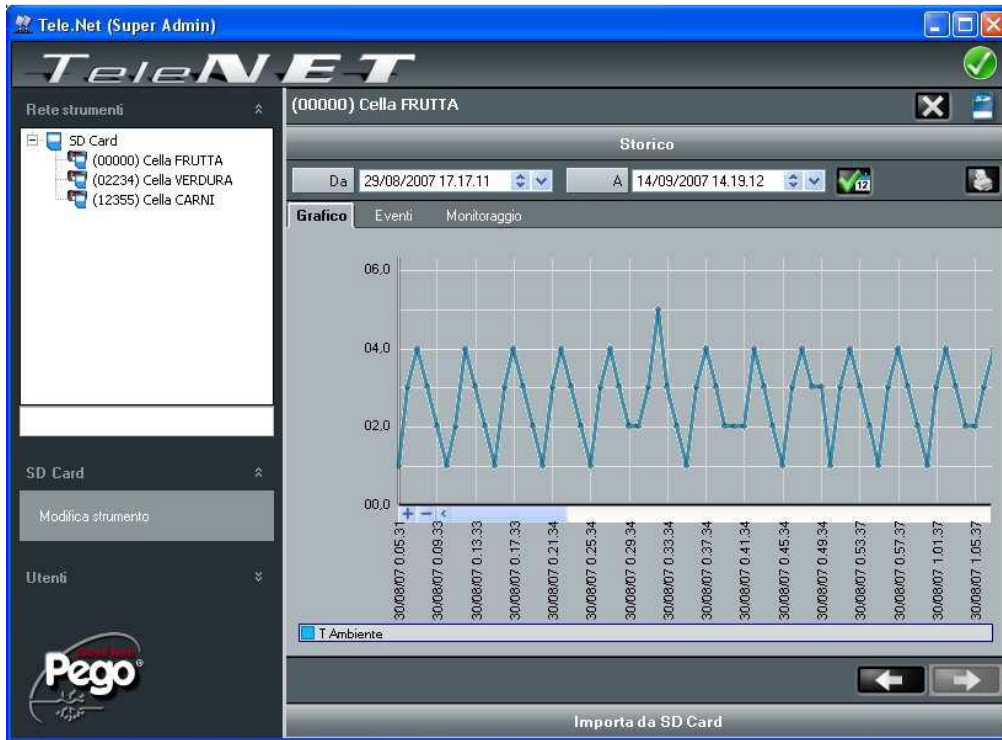 Tele.Net (Super Admin)
TeleNET
Rete strumenti
SD Card
(00000) Cella FRUTTA
(02234) Cella VERDURA
(12355) Cella CARNI
SD Card
Modifica strumento
Utenti
Pego®
(00000) Cella FRUTTA
Storico
Da 29/08/2007 17.17.11 A 14/09/2007 14.19.12 12
Grafico Eventi Monitoraggio
06,0
04,0
02,0
00,0
30/08/07 0.05.31
30/08/07 0.09.33
30/08/07 0.13.33
30/08/07 0.17.33
30/08/07 0.21.34
30/08/07 0.25.34
30/08/07 0.29.34
30/08/07 0.33.34
30/08/07 0.37.34
30/08/07 0.41.34
30/08/07 0.45.34
30/08/07 0.49.34
30/08/07 0.53.37
30/08/07 0.57.37
30/08/07 1.01.37
30/08/07 1.05.37
T Ambiente
Importa da SD Card